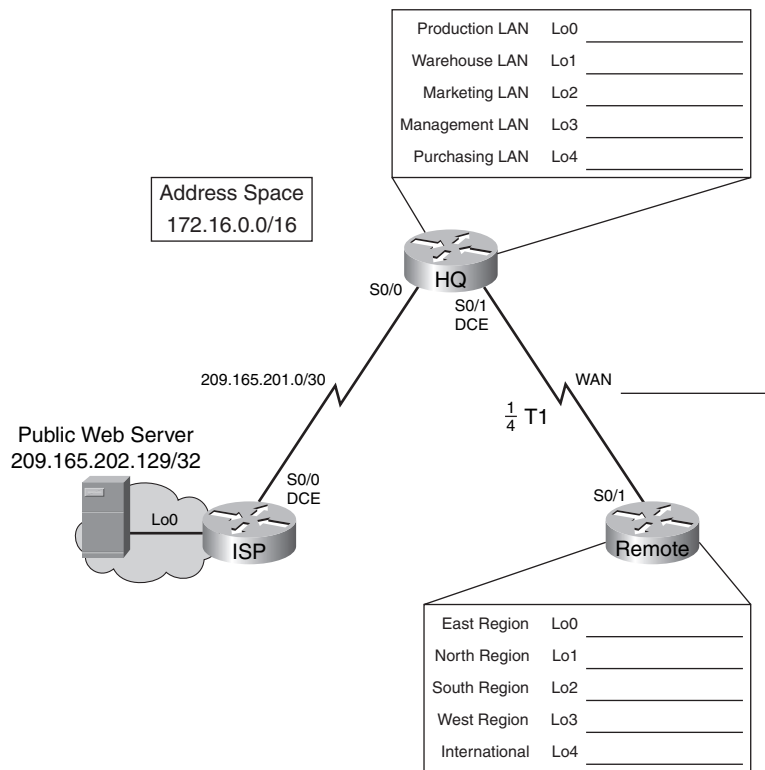 Production LAN Lo0
Warehouse LAN Lo1
Marketing LAN Lo2
Management LAN Lo3
Purchasing LAN Lo4
Address Space
172.16.0.0/16
HQ
S0/0
S0/1
DCE
209.165.201.0/30
WAN
1/4 T1
Public Web Server
209.165.202.129/32
S0/0
DCE
Lo0
ISP
S0/1
Remote
East Region Lo0
North Region Lo1
South Region Lo2
West Region Lo3
International Lo4